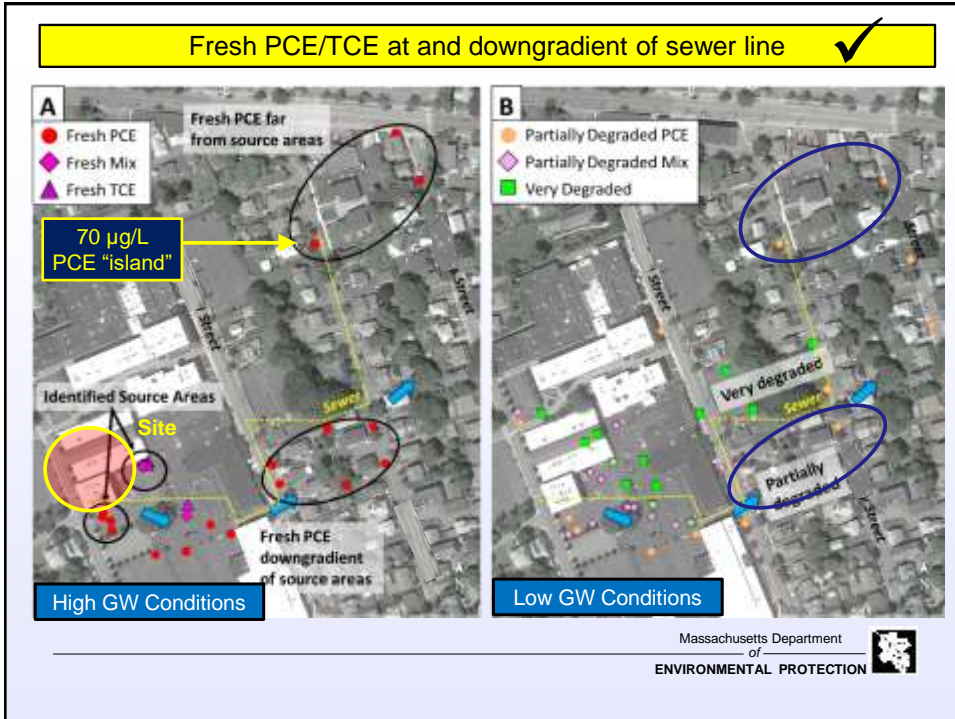 Fresh PCE/TCE at and downgradient of sewer line
A
Fresh PCE
Fresh Mix
Fresh TCE
Fresh PCE far
from source areas
70 µg/L
PCE “island”
Street
Street
Identified Source Areas
Site
Sewer
Fresh PCE
downgradient
of source areas
High GW Conditions
B
Partially Degraded PCE
Partially Degraded Mix
Very Degraded
Street
Street
Very degraded
Sewer
Partially
degraded
Street
Low GW Conditions
Massachusetts Department
of
ENVIRONMENTAL PROTECTION